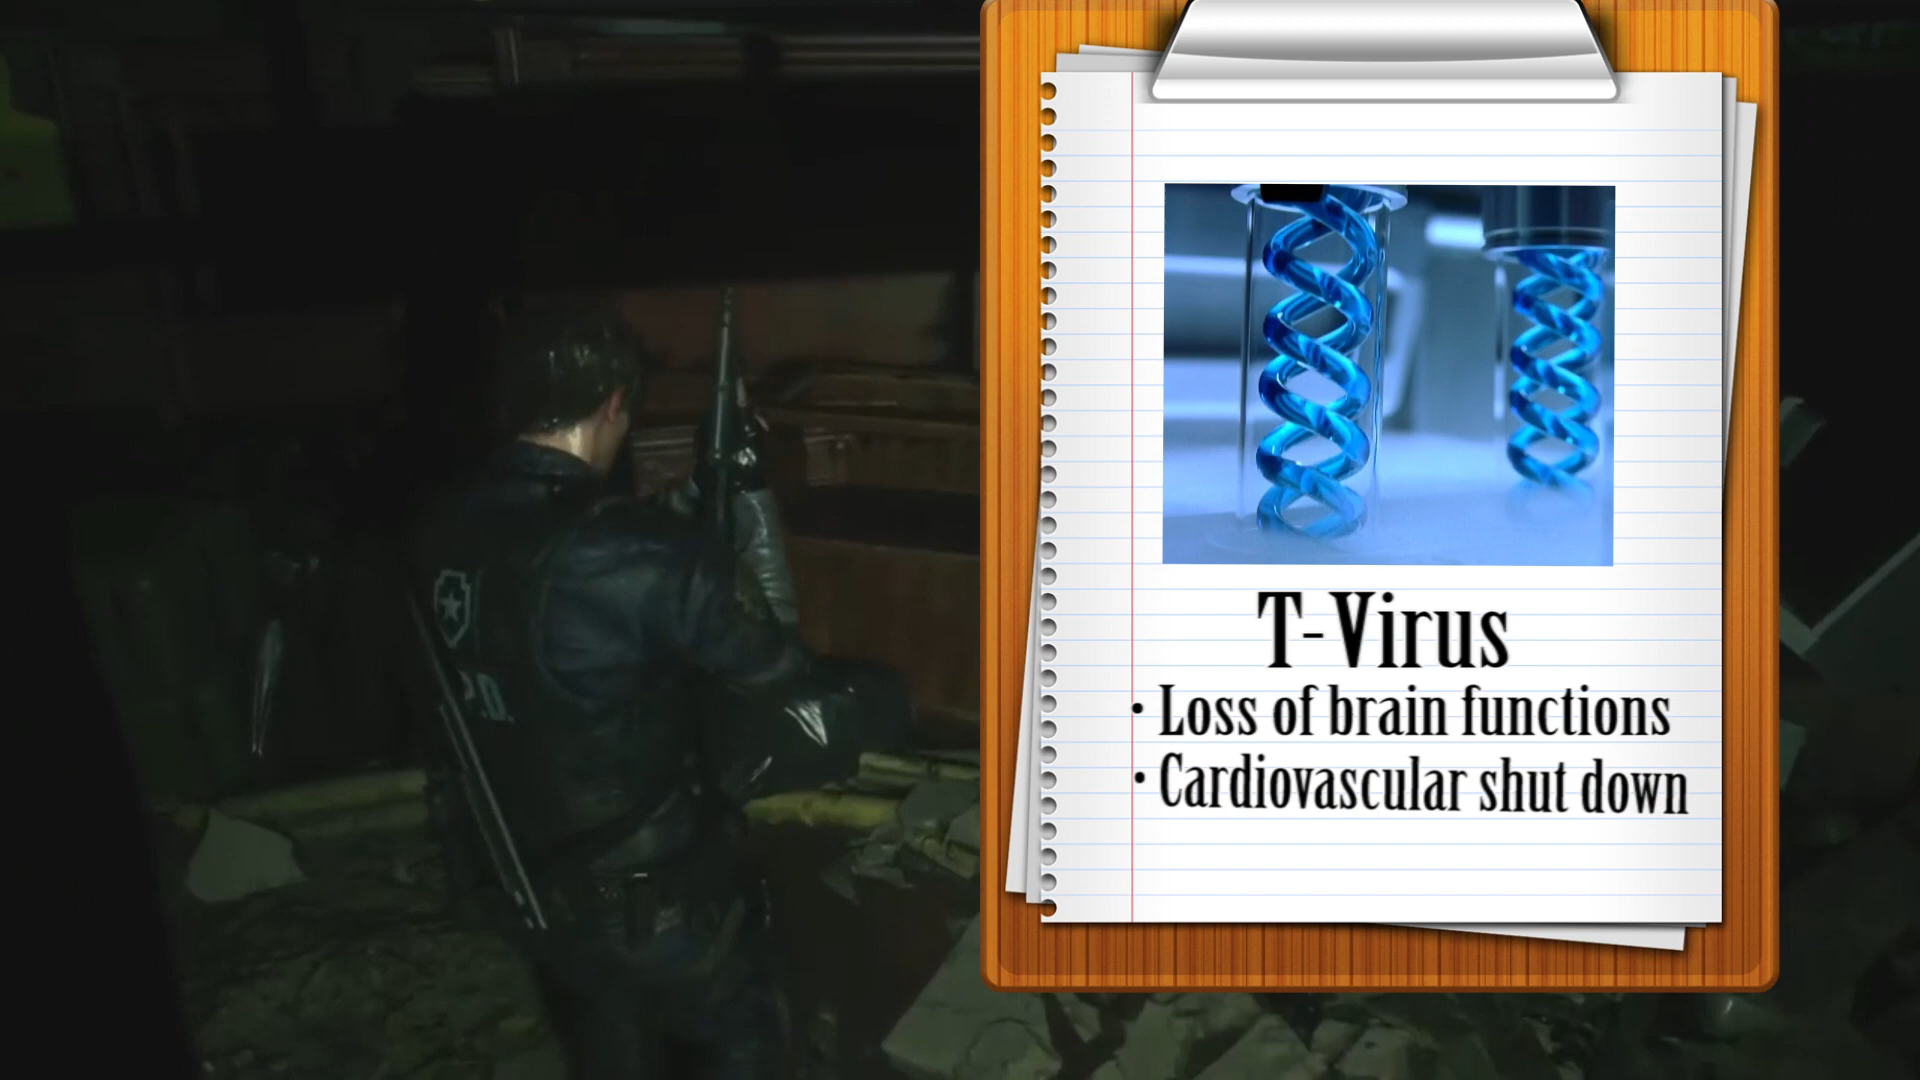 T-Virus
· Loss of brain functions
· Cardiovascular shut down
P.D.